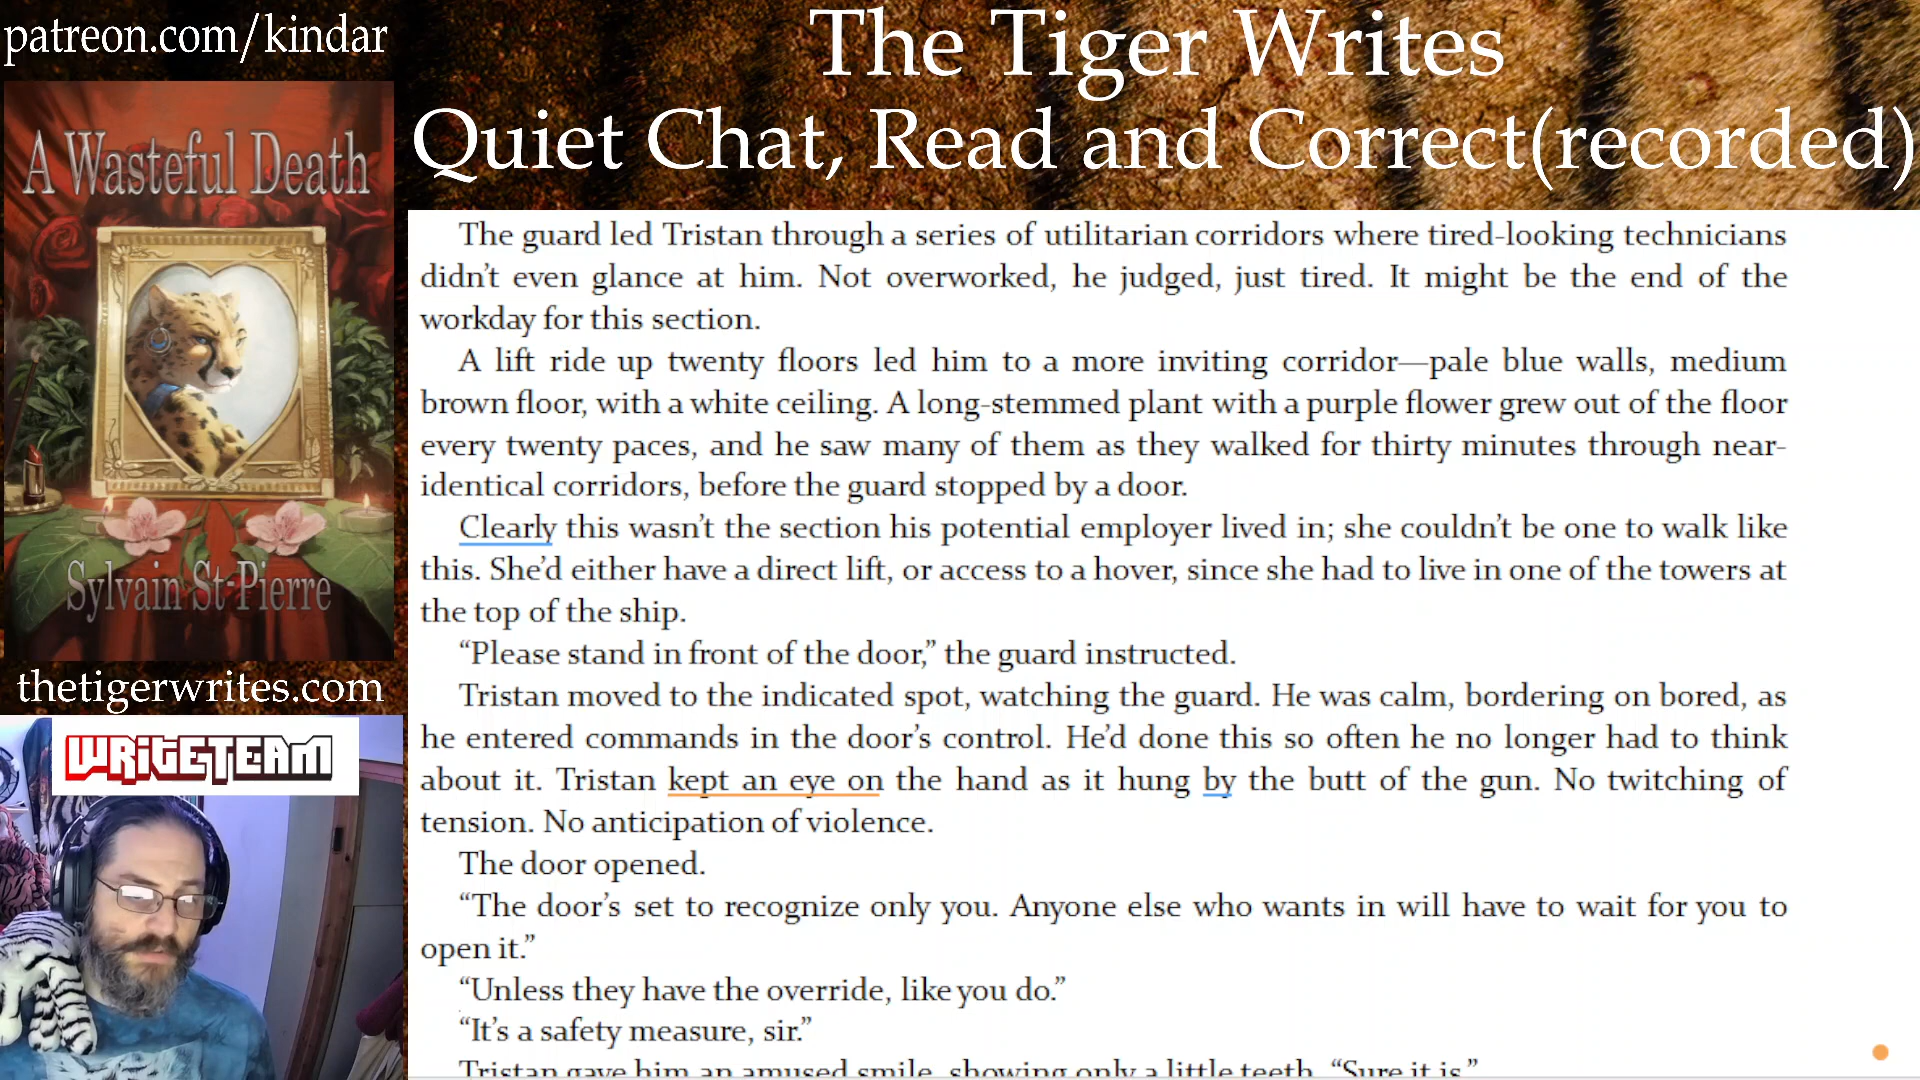 patreon.com/kindar
The Tiger Writes
Quiet Chat, Read and Correct(recorded)
A Wasteful Death
Sylvain St-Pierre
thetigerwrites.com
WRITETEAM
The guard led Tristan through a series of utilitarian corridors where tired-looking technicians
didn’t even glance at him. Not overworked, he judged, just tired. It might be the end of the
workday for this section.
A lift ride up twenty floors led him to a more inviting corridor—pale blue walls, medium
brown floor, with a white ceiling. A long-stemmed plant with a purple flower grew out of the floor
every twenty paces, and he saw many of them as they walked for thirty minutes through near-
identical corridors, before the guard stopped by a door.
Clearly this wasn’t the section his potential employer lived in; she couldn’t be one to walk like
this. She’d either have a direct lift, or access to a hover, since she had to live in one of the towers at
the top of the ship.
“Please stand in front of the door,” the guard instructed.
Tristan moved to the indicated spot, watching the guard. He was calm, bordering on bored, as
he entered commands in the door’s control. He’d done this so often he no longer had to think
about it. Tristan kept an eye on the hand as it hung by the butt of the gun. No twitching of
tension. No anticipation of violence.
The door opened.
“The door’s set to recognize only you. Anyone else who wants in will have to wait for you to
open it.”
“Unless they have the override, like you do.”
“It’s a safety measure, sir.”
Tristan gave him an amused smile, showing only a little teeth. “Sure it is.”